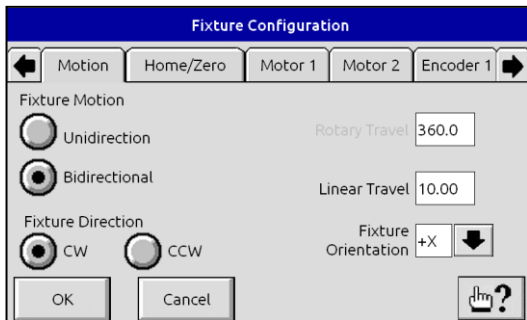 Fixture Configuration
Motion Home/Zero Motor 1 Motor 2 Encoder 1
Fixture Motion
Unidirection
Rotary Travel 360.0
Bidirectional
Linear Travel 10.00
Fixture Direction
Fixture
Orientation +X
CW CCW
OK Cancel ?